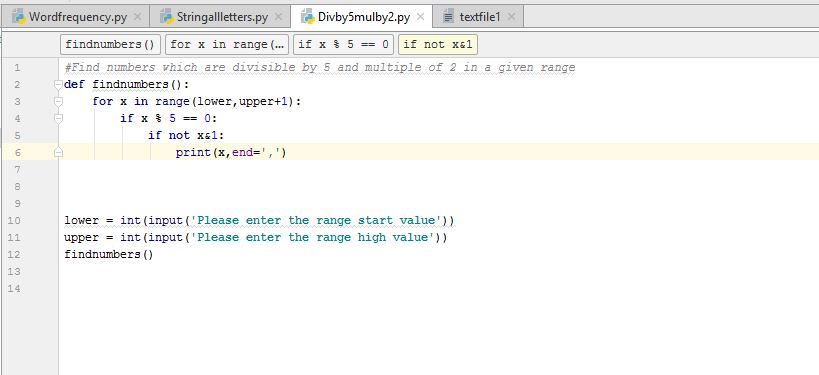 Wordfrequency.py × Stringallletters.py × Divby5mulby2.py × textfile1 ×
findnumbers() for x in range(... if x % 5 == 0 if not x&1
1 #Find numbers which are divisible by 5 and multiple of 2 in a given range
2 def findnumbers():
3 for x in range(lower,upper+1):
4 if x % 5 == 0:
5 if not x&1:
6 print(x,end=',')
7
8
9
10 lower = int(input('Please enter the range start value'))
11 upper = int(input('Please enter the range high value'))
12 findnumbers()
13
14